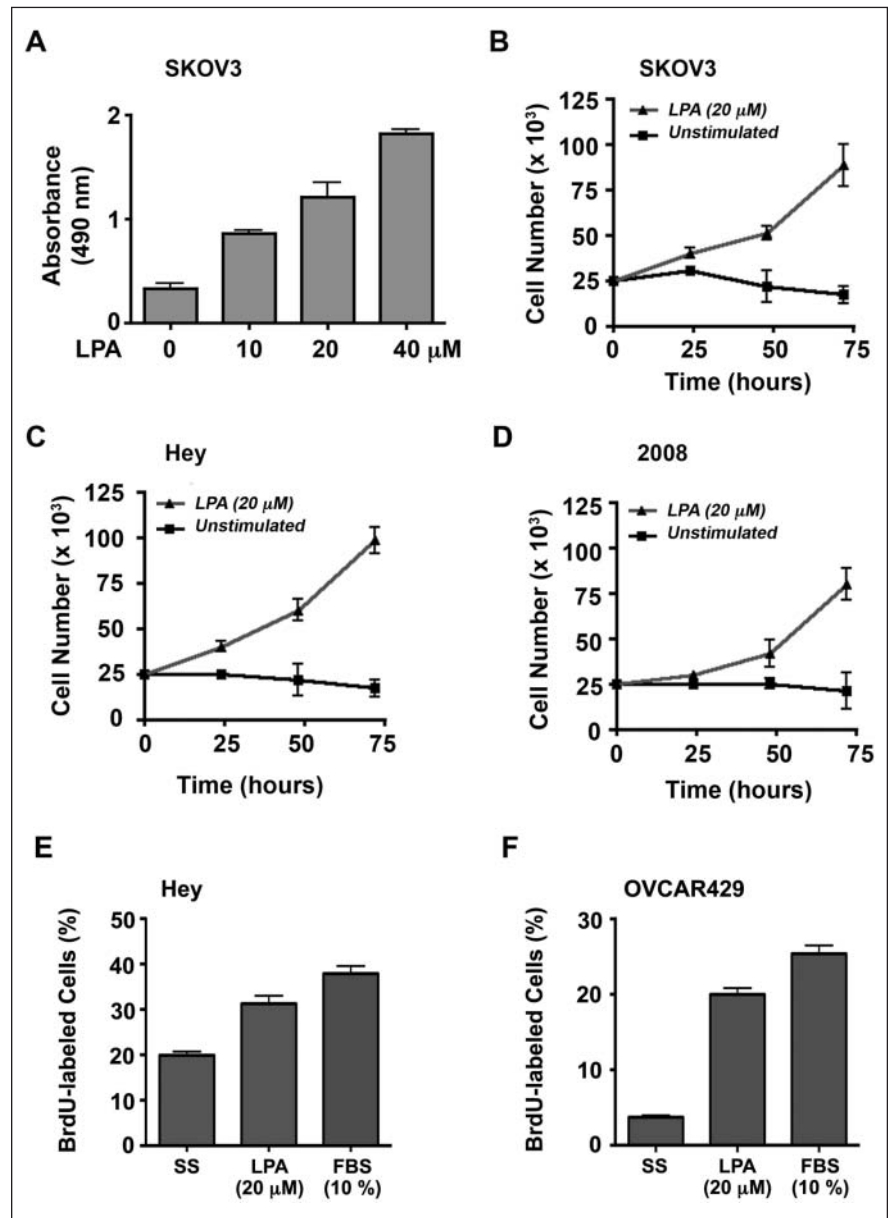 A
SKOV3
Absorbance
(490 nm)
2
1
0
LPA 0 10 20 40 μM
B
SKOV3
Cell Number (x 10³)
125
100
75
50
25
0
LPA (20 μM)
Unstimulated
0 25 50 75
Time (hours)
C
Hey
Cell Number (x 10³)
125
100
75
50
25
0
LPA (20 μM)
Unstimulated
0 25 50 75
Time (hours)
D
2008
Cell Number (x 10³)
125
100
75
50
25
0
LPA (20 μM)
Unstimulated
0 25 50 75
Time (hours)
E
Hey
BrdU-labeled Cells (%)
50
40
30
20
10
0
SS LPA FBS
(20 μM) (10 %)
F
OVCAR429
BrdU-labeled Cells (%)
30
20
10
0
SS LPA FBS
(20 μM) (10 %)